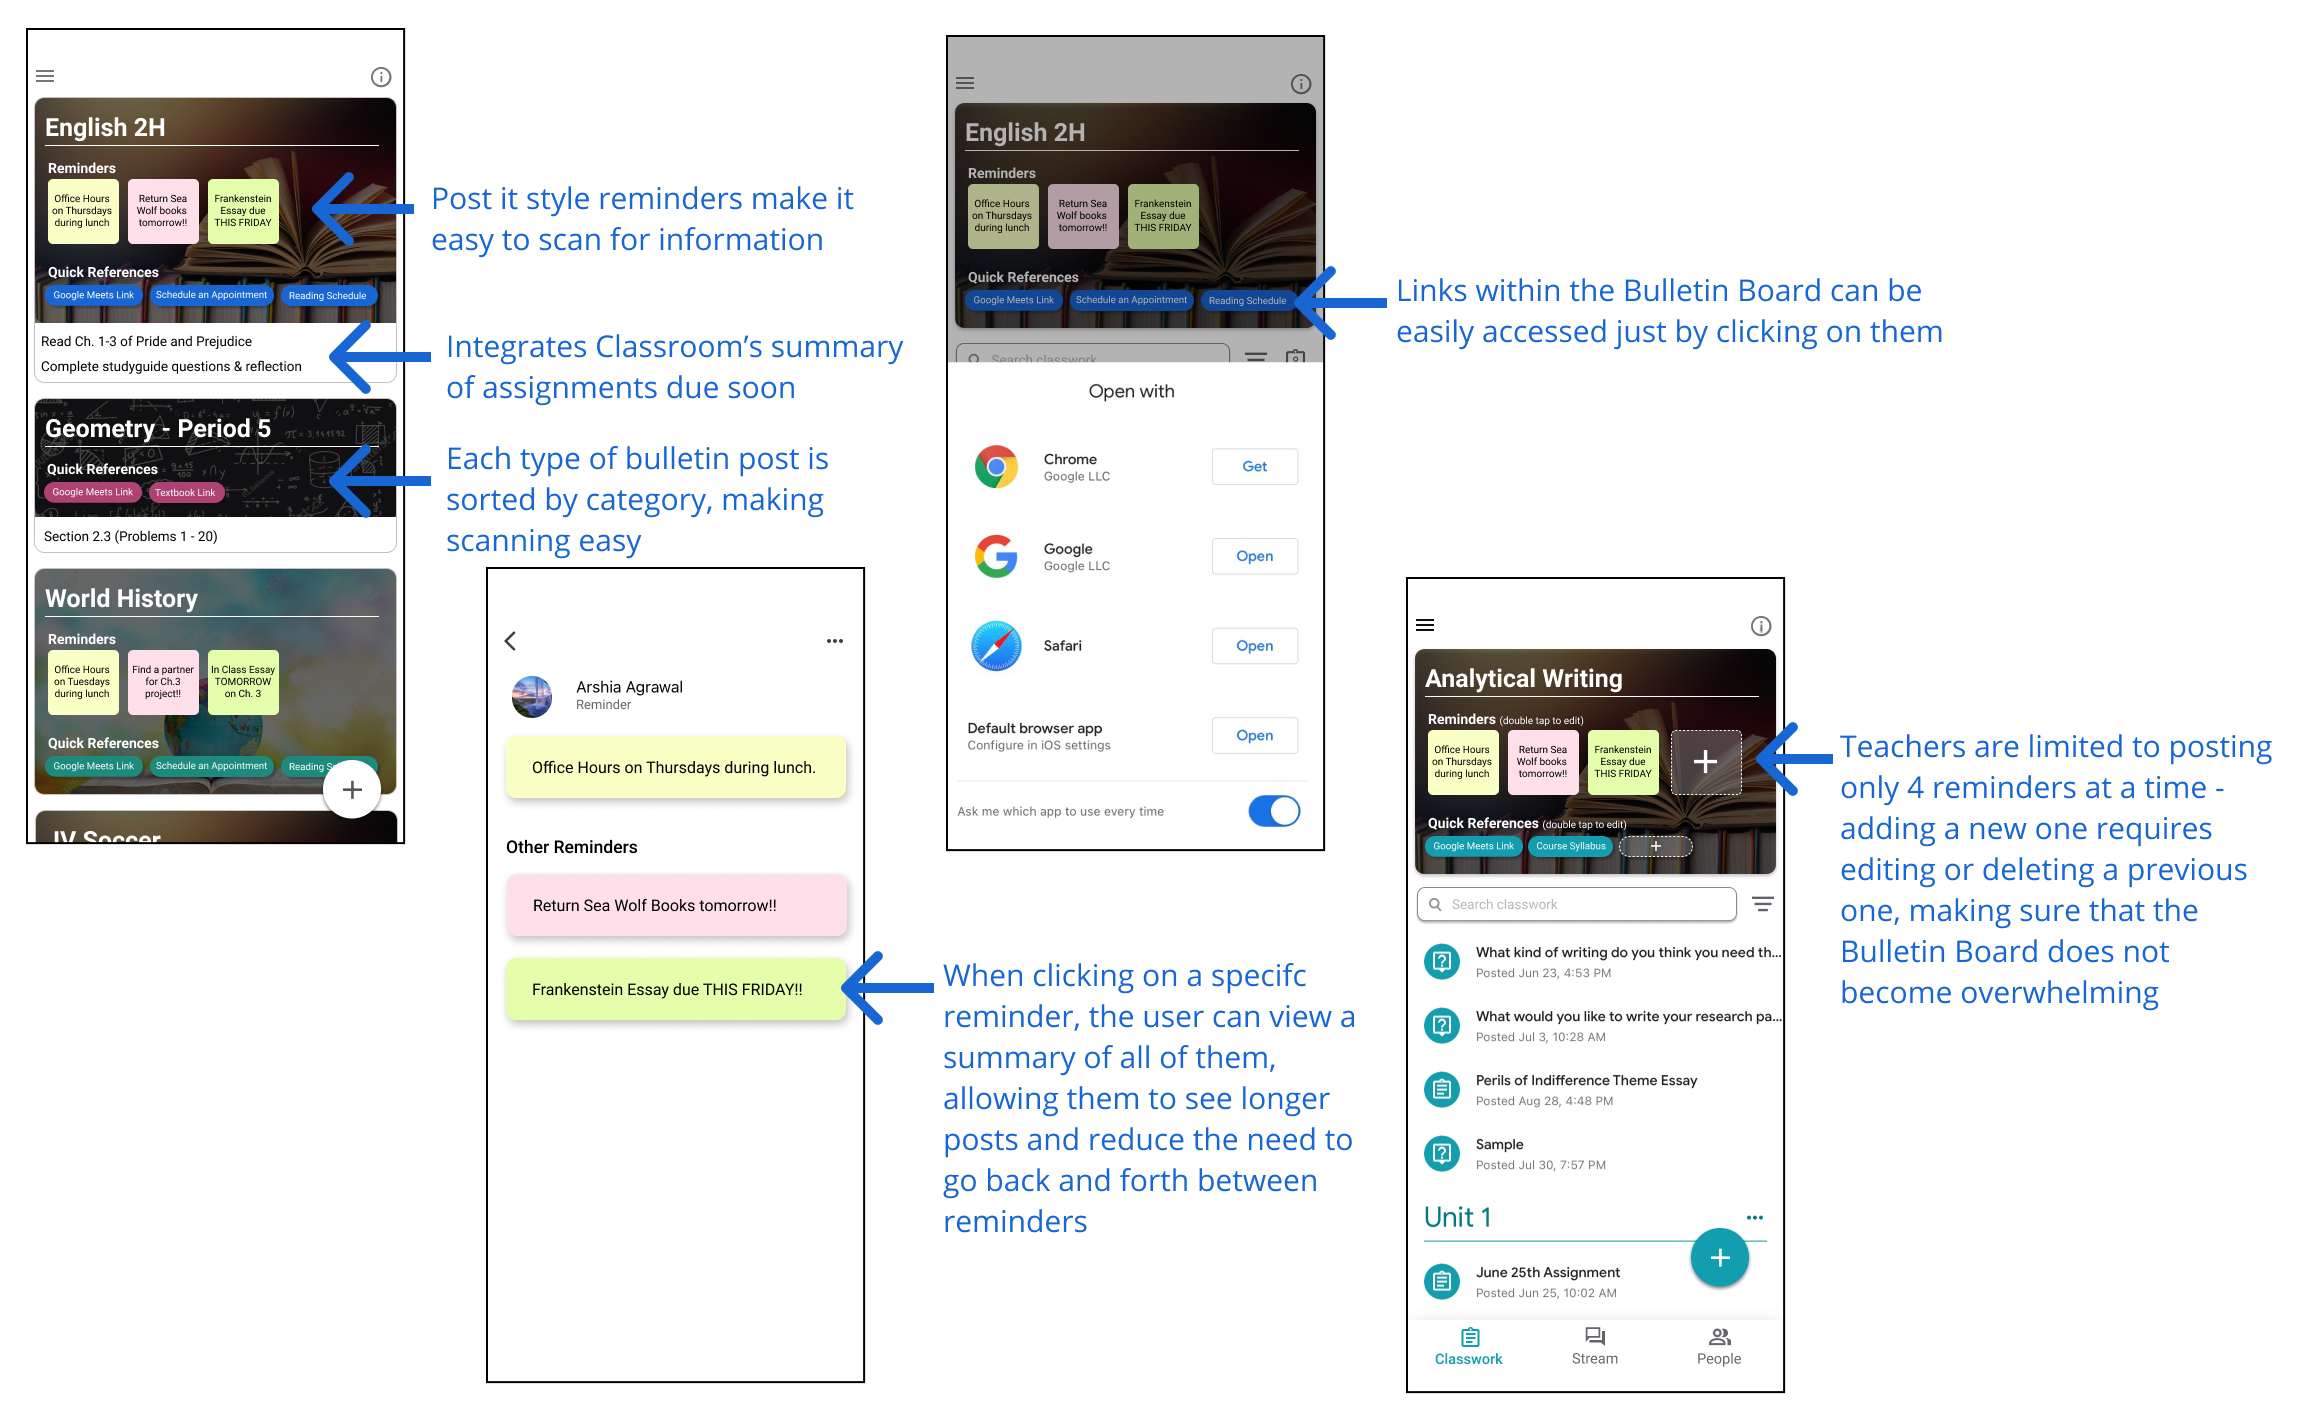 English 2H
Reminders
Office Hours
on Thursdays
during lunch
Return Sea
Wolf books
tomorrow!!
Frankenstein
Essay due
THIS FRIDAY
Quick References
Google Meets Link
Schedule an Appointment
Reading Schedule
Read Ch. 1-3 of Pride and Prejudice
Complete studyguide questions & reflection
Geometry - Period 5
Quick References
Google Meets Link
Textbook Link
Section 2.3 (Problems 1 - 20)
World History
Reminders
Office Hours
on Tuesdays
during lunch
Find a partner
for Ch.3
project!!
In Class Essay
TOMORROW
on Ch. 3
Quick References
Google Meets Link
Schedule an Appointment
Reading
JV Soccer
Post it style reminders make it
easy to scan for information
Integrates Classroom's summary
of assignments due soon
Each type of bulletin post is
sorted by category, making
scanning easy
Arshia Agrawal
Reminder
Office Hours on Thursdays during lunch.
Other Reminders
Return Sea Wolf Books tomorrow!!
Frankenstein Essay due THIS FRIDAY!!
When clicking on a specifc
reminder, the user can view a
summary of all of them,
allowing them to see longer
posts and reduce the need to
go back and forth between
reminders
English 2H
Reminders
Office Hours
on Thursdays
during lunch
Return Sea
Wolf books
tomorrow!!
Frankenstein
Essay due
THIS FRIDAY
Quick References
Google Meets Link
Schedule an Appointment
Reading Schedule
Search classwork
Open with
Chrome
Google LLC
Get
Google
Google LLC
Open
Safari
Open
Default browser app
Configure in iOS settings
Open
Ask me which app to use every time
Links within the Bulletin Board can be
easily accessed just by clicking on them
Analytical Writing
Reminders (double tap to edit)
Office Hours
on Thursdays
during lunch
Return Sea
Wolf books
tomorrow!!
Frankenstein
Essay due
THIS FRIDAY
+
Quick References (double tap to edit)
Google Meets Link
Course Syllabus
+
Search classwork
What kind of writing do you think you need th...
Posted Jun 23, 4:53 PM
What would you like to write your research pa...
Posted Jul 3, 10:28 AM
Perils of Indifference Theme Essay
Posted Aug 28, 4:48 PM
Sample
Posted Jul 30, 7:57 PM
Unit 1
June 25th Assignment
Posted Jun 25, 10:02 AM
Classwork
Stream
People
Teachers are limited to posting
only 4 reminders at a time -
adding a new one requires
editing or deleting a previous
one, making sure that the
Bulletin Board does not
become overwhelming